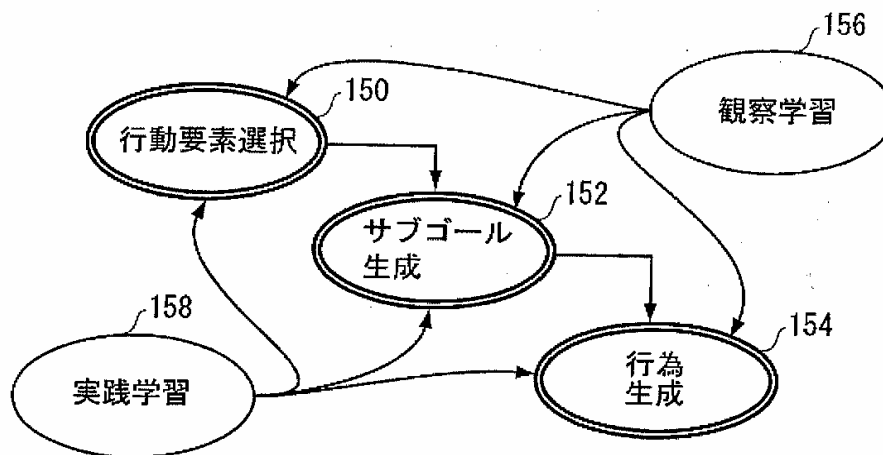 156
観察学習
150
行動要素選択
152
サブゴール
生成
158
実践学習
154
行為
生成